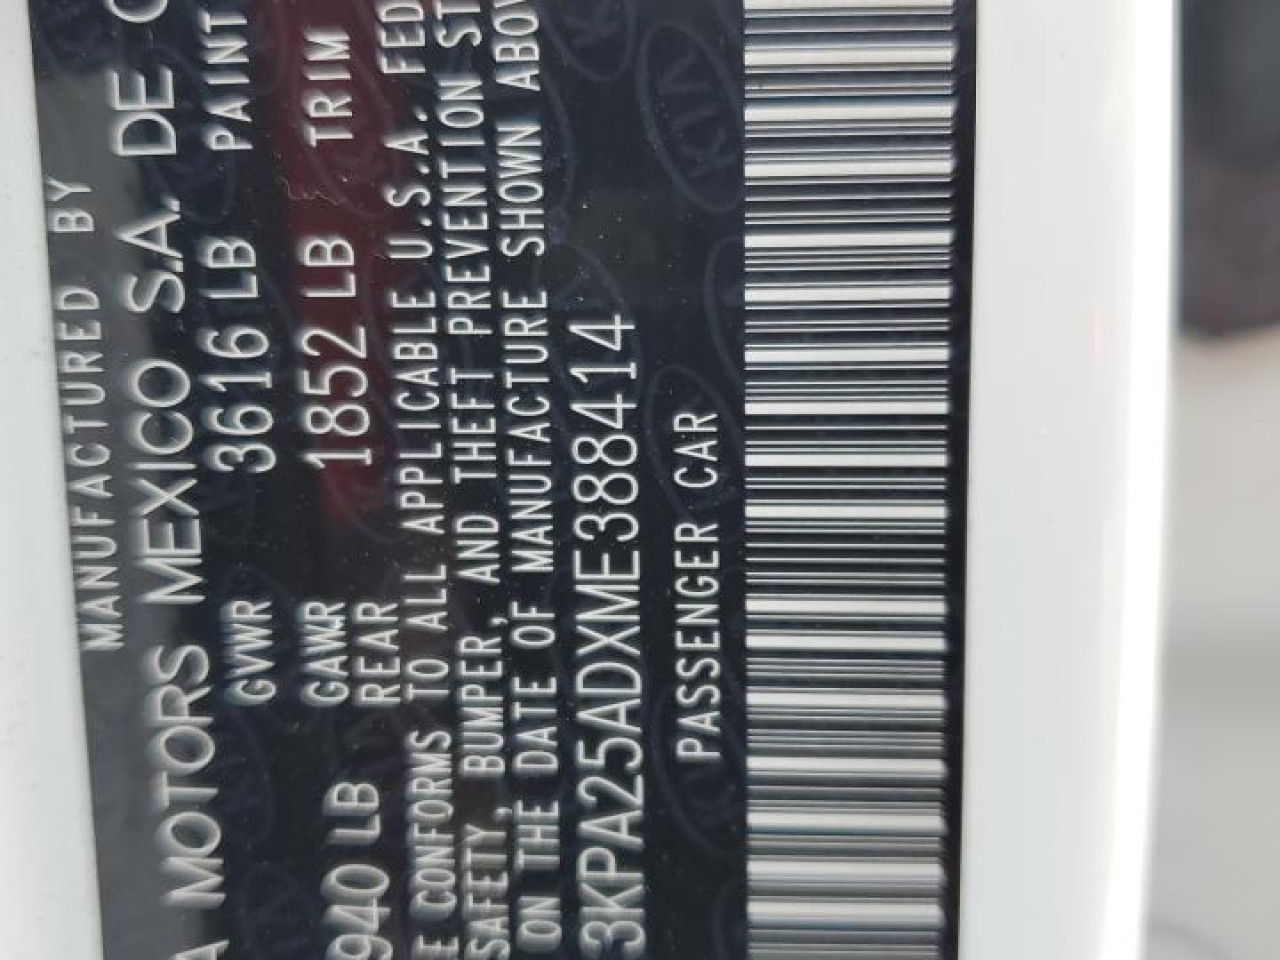 MANUFACTURED BY
MOTORS MEXICO S.A. DE
GVWR 3616 LB PAINT
GAWR
940 LB REAR 1852 LB TRIM
CONFORMS TO ALL APPLICABLE U.S.A. FED
SAFETY, BUMPER, AND THEFT PREVENTION ST
ON THE DATE OF MANUFACTURE SHOWN ABOV
3KPA25ADXME388414
PASSENGER CAR